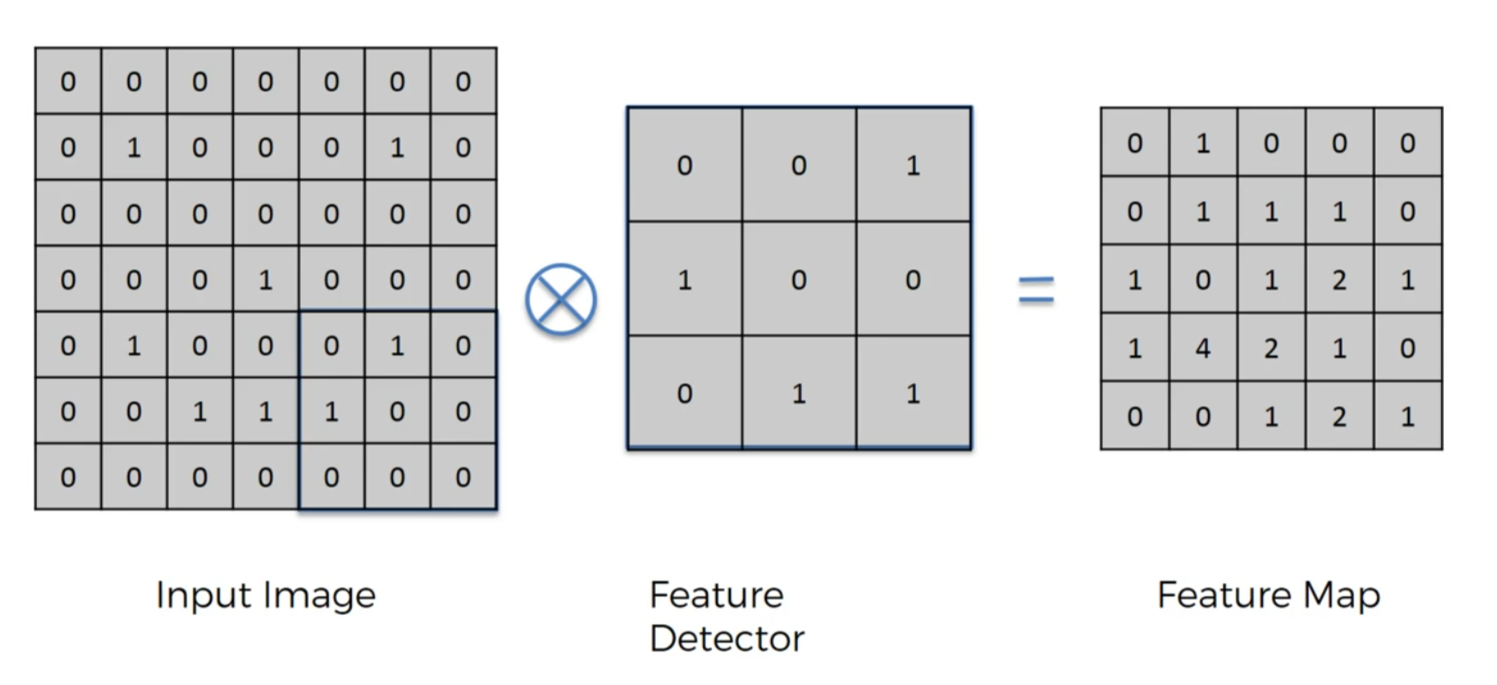 0 0 0 0 0 0 0
0 1 0 0 0 1 0
0 0 0 0 0 0 0
0 0 0 1 0 0 0
0 1 0 0 0 1 0
0 0 1 1 1 0 0
0 0 0 0 0 0 0
0 0 1
1 0 0
0 1 1
=
0 1 0 0 0
0 1 1 1 0
1 0 1 2 1
1 4 2 1 0
0 0 1 2 1
Input Image
Feature
Detector
Feature Map